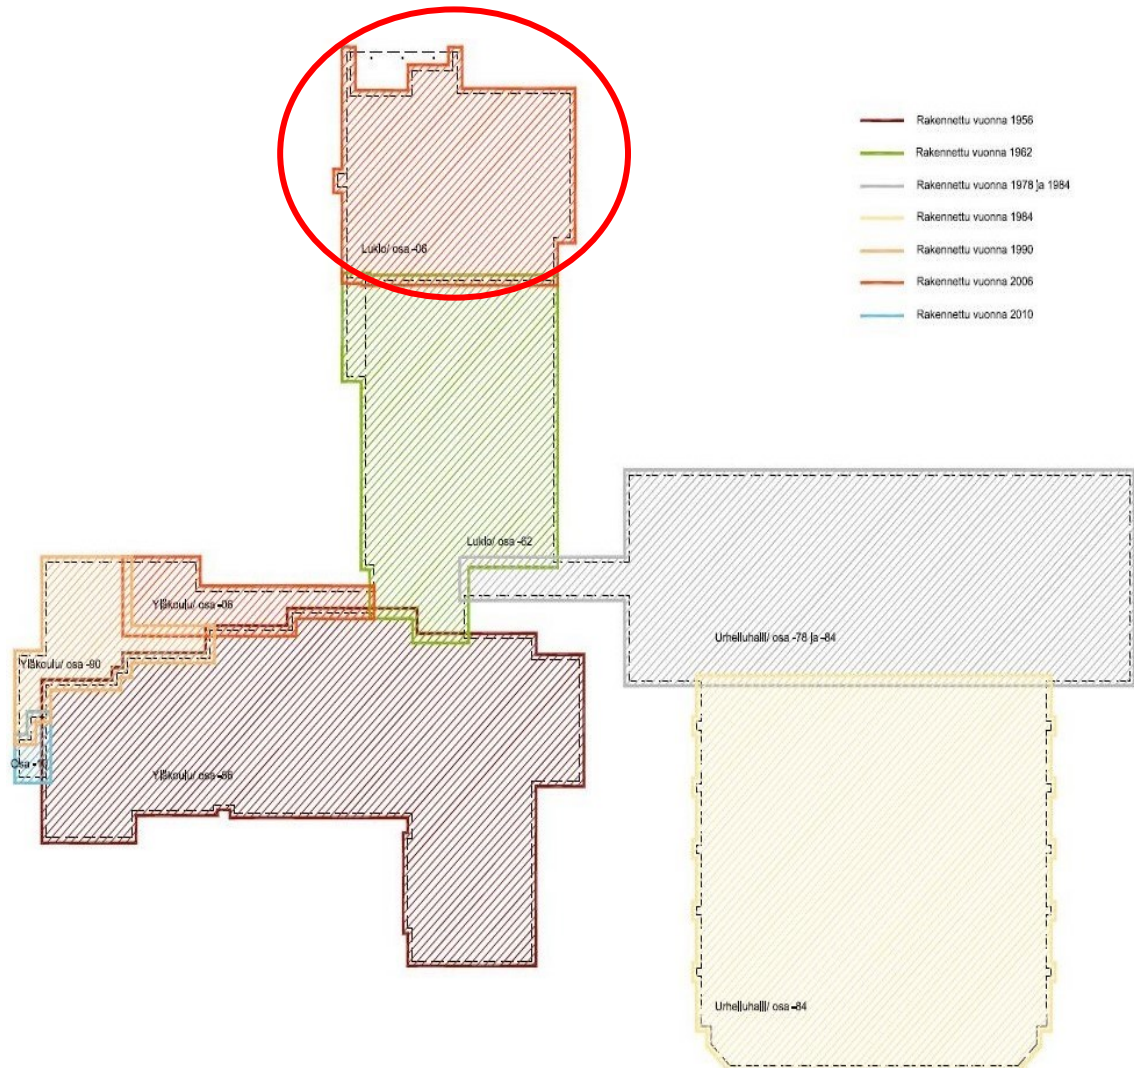 Rakennettu vuonna 1956
Rakennettu vuonna 1962
Rakennettu vuonna 1978 ja 1984
Rakennettu vuonna 1984
Rakennettu vuonna 1990
Rakennettu vuonna 2006
Rakennettu vuonna 2010
Lukio/ osa -06
Lukio/ osa -62
Yläkoulu/ osa -06
Urheiluhalli/ osa -78 ja -84
Yläkoulu/ osa -90
Osa
Yläkoulu/ osa -56
Urheiluhalli/ osa -84